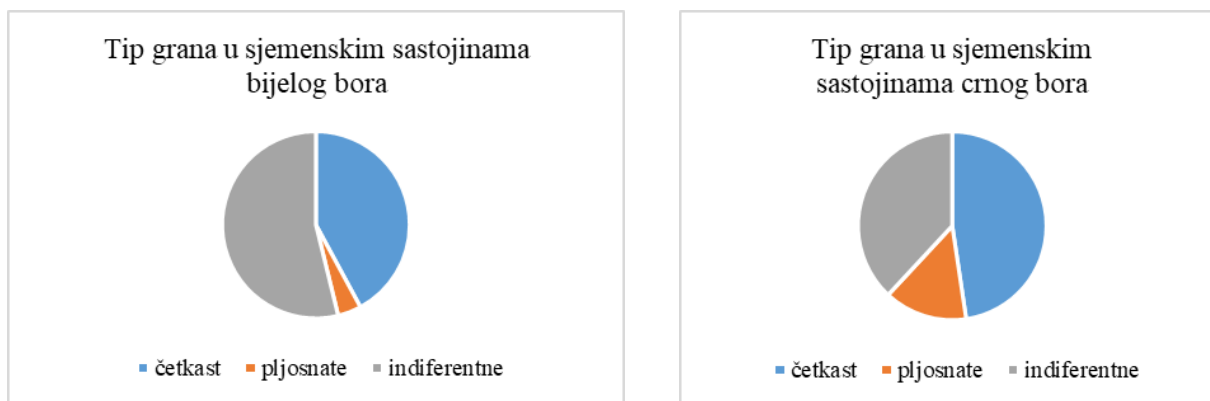 Tip grana u sjemenskim sastojinama
bijelog bora
četkast pljosnate indiferentne
Tip grana u sjemenskim
sastojinama crnog bora
četkast pljosnate indiferentne